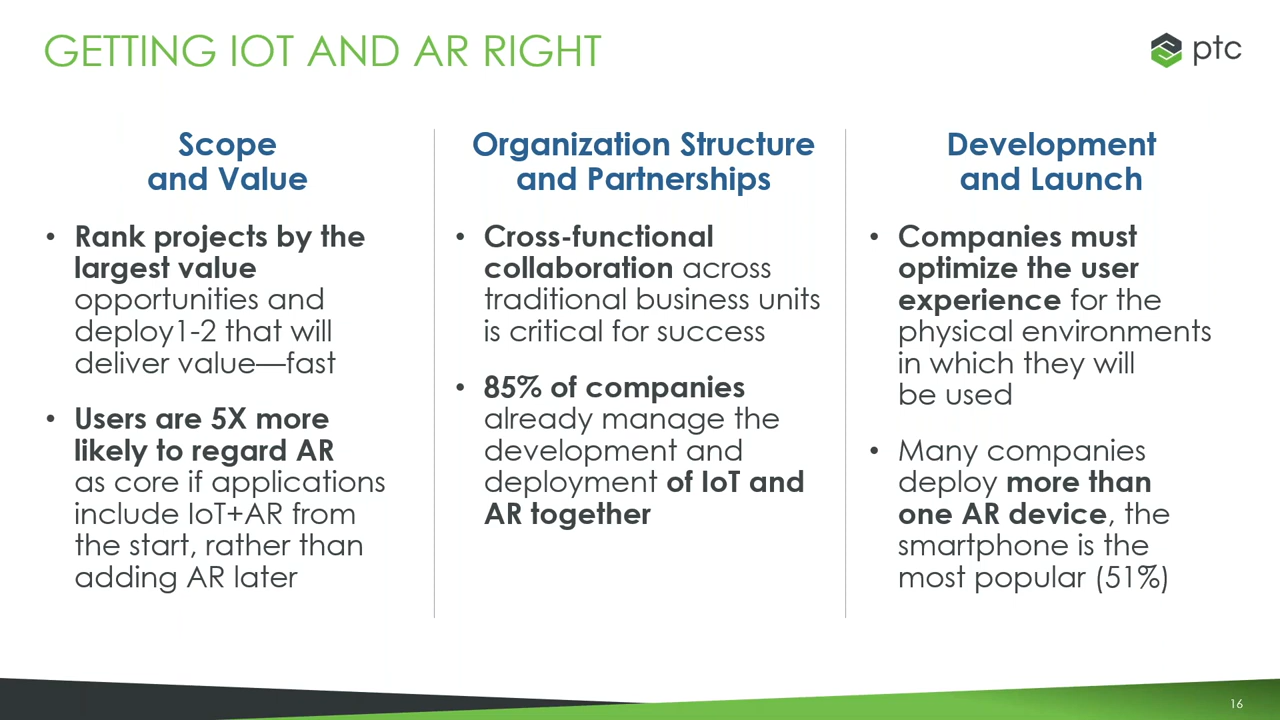 GETTING IOT AND AR RIGHT
ptc
Scope
and Value
• Rank projects by the
largest value
opportunities and
deploy1-2 that will
deliver value—fast
• Users are 5X more
likely to regard AR
as core if applications
include IoT+AR from
the start, rather than
adding AR later
Organization Structure
and Partnerships
• Cross-functional
collaboration across
traditional business units
is critical for success
• 85% of companies
already manage the
development and
deployment of IoT and
AR together
Development
and Launch
• Companies must
optimize the user
experience for the
physical environments
in which they will
be used
• Many companies
deploy more than
one AR device, the
smartphone is the
most popular (51%)
16